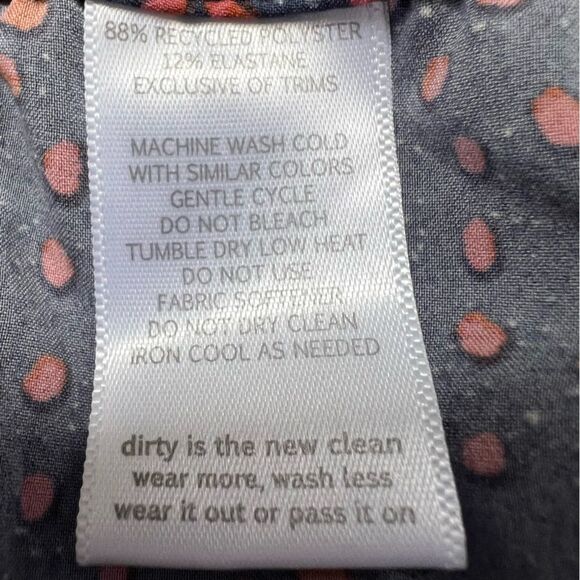 88% RECYCLED POLYSTER
12% ELASTANE
EXCLUSIVE OF TRIMS
MACHINE WASH COLD
WITH SIMILAR COLORS
GENTLE CYCLE
DO NOT BLEACH
TUMBLE DRY LOW HEAT
DO NOT USE
FABRIC SOFTENER
DO NOT DRY CLEAN
IRON COOL AS NEEDED
dirty is the new clean
wear more, wash less
wear it out or pass it on